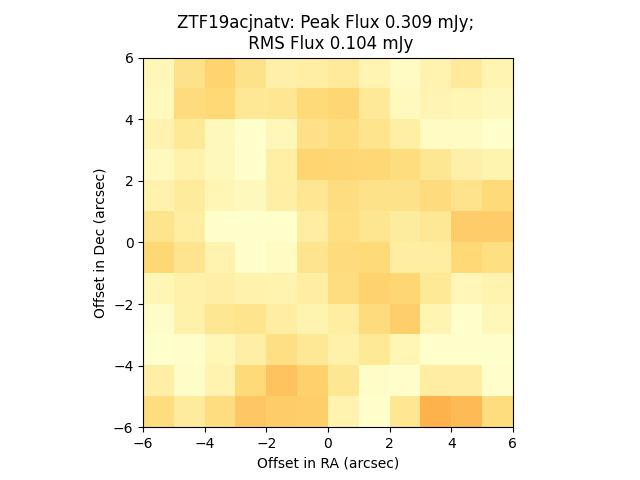 ZTF19acjnatv: Peak Flux 0.309 mJy;
RMS Flux 0.104 mJy
6
4
2
0
−2
−4
−6
Offset in Dec (arcsec)
−6 −4 −2 0 2 4 6
Offset in RA (arcsec)